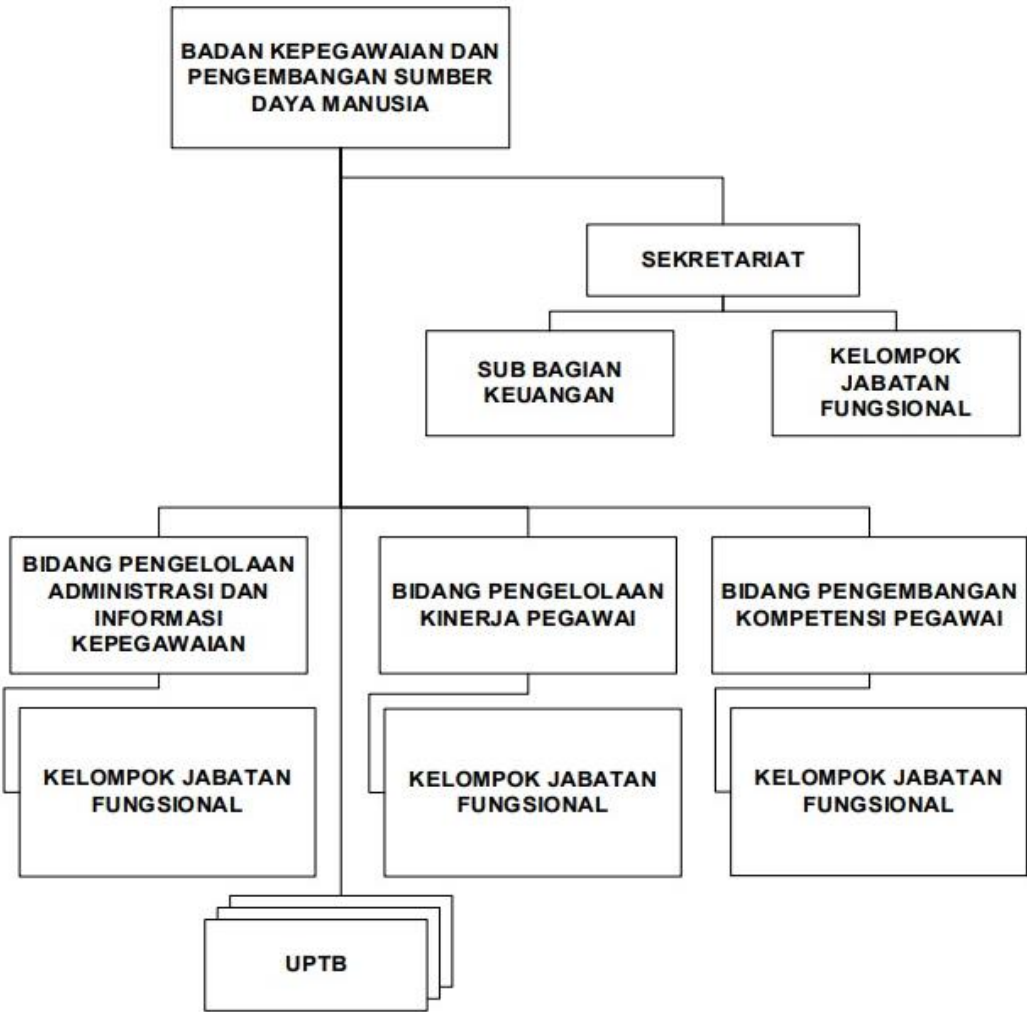 BADAN KEPEGAWAIAN DAN
PENGEMBANGAN SUMBER
DAYA MANUSIA
SEKRETARIAT
SUB BAGIAN
KEUANGAN
KELOMPOK
JABATAN
FUNGSIONAL
BIDANG PENGELOLAAN
ADMINISTRASI DAN
INFORMASI
KEPEGAWAIAN
BIDANG PENGELOLAAN
KINERJA PEGAWAI
BIDANG PENGEMBANGAN
KOMPETENSI PEGAWAI
KELOMPOK JABATAN
FUNGSIONAL
KELOMPOK JABATAN
FUNGSIONAL
KELOMPOK JABATAN
FUNGSIONAL
UPTB